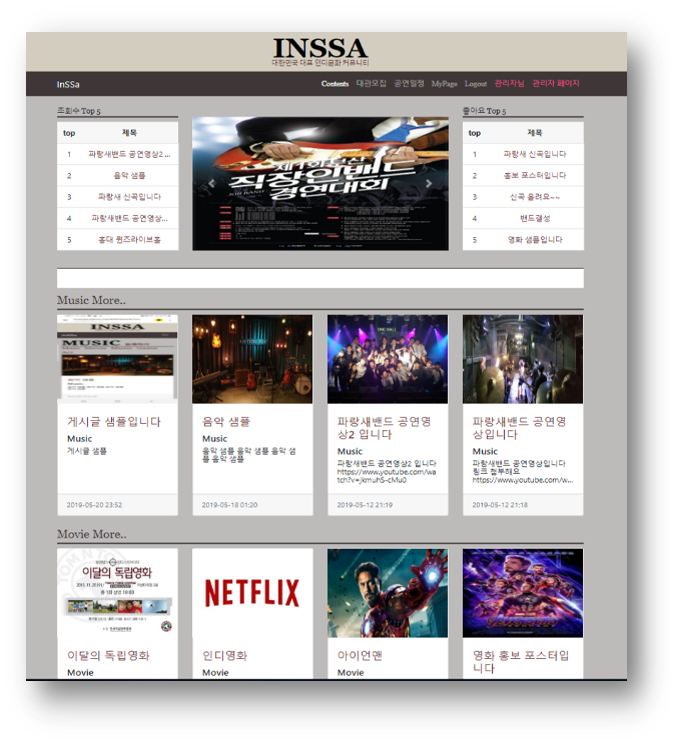 INSSA
대한민국 대표 인디문화 커뮤니티
InSSa
Contents 대관모집 공연일정 MyPage Logout 관리자님 관리자 페이지
조회수 Top 5
top 제목
1 파랑새밴드 공연영상2 ...
2 음악 샘플
3 파랑새 신곡입니다
4 파랑새밴드 공연영상...
5 홍대 퀸즈라이브홀
직장인밴드
경연대회
좋아요 Top 5
top 제목
1 파랑새 신곡입니다
2 홍보 포스터입니다
3 신곡 올려요~~
4 밴드결성
5 영화 샘플입니다
Music More..
INSSA
MUSIC
게시글 샘플입니다
Music
게시글 샘플
2019-05-20 23:52
음악 샘플
Music
음악 샘플 음악 샘플 음악 샘
플 음악 샘플
2019-05-18 01:20
파랑새밴드 공연영
상2 입니다
Music
파랑새밴드 공연영상2 입니다
https://www.youtube.com/wa
2019-05-12 21:19
파랑새밴드 공연영
상입니다
Music
파랑새밴드 공연영상입니다
링크 첨부해요
https://www.youtube.com/w...
2019-05-12 21:18
Movie More..
이달의 독립영화
이달의 독립영화
Movie
NETFLIX
인디영화
Movie
아이언맨
Movie
영화 홍보 포스터입
니다
Movie